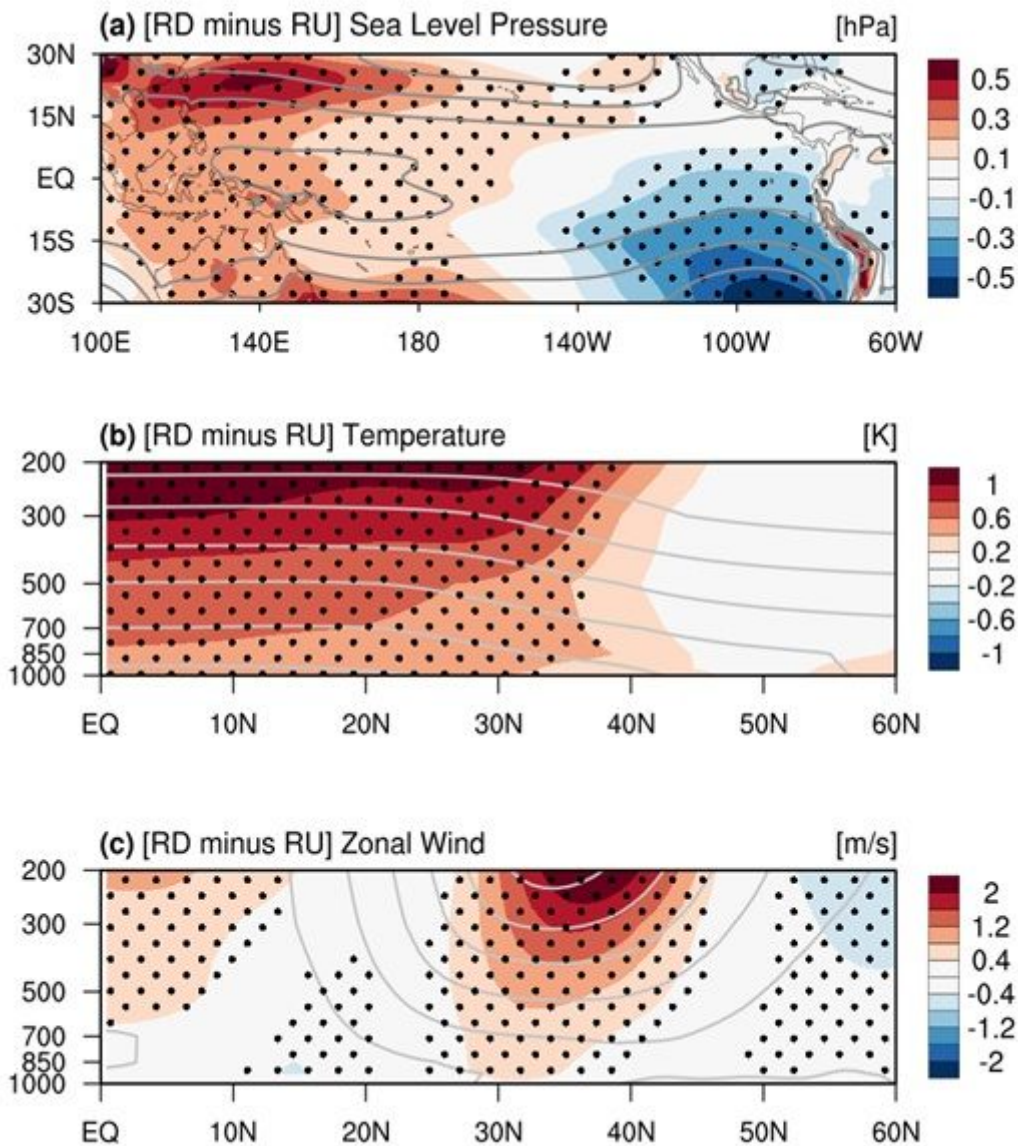 (a) [RD minus RU] Sea Level Pressure [hPa]
30N
15N
EQ
15S
30S
100E 140E 180 140W 100W 60W
0.5
0.3
0.1
-0.1
-0.3
-0.5
(b) [RD minus RU] Temperature [K]
200
300
500
700
850
1000
EQ 10N 20N 30N 40N 50N 60N
1
0.6
0.2
-0.2
-0.6
-1
(c) [RD minus RU] Zonal Wind [m/s]
200
300
500
700
850
1000
EQ 10N 20N 30N 40N 50N 60N
2
1.2
0.4
-0.4
-1.2
-2